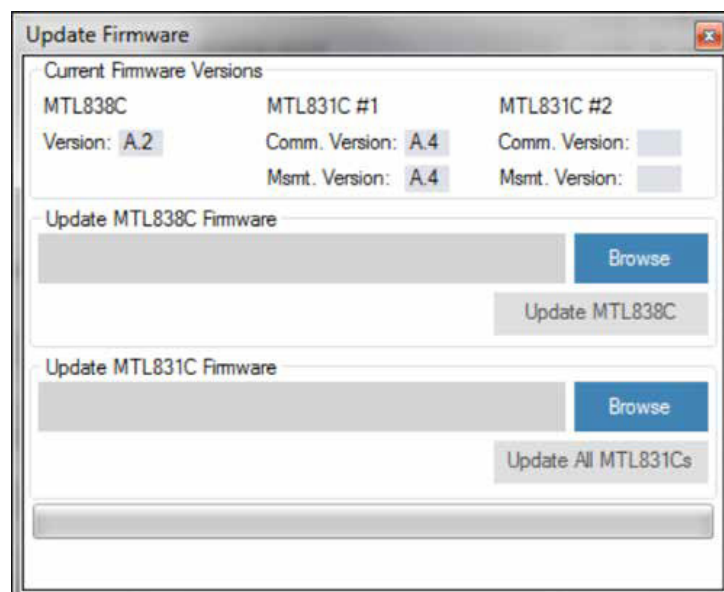 Update Firmware
Current Firmware Versions
MTL838C MTL831C #1 MTL831C #2
Version: A.2 Comm. Version: A.4 Comm. Version:
Msmt. Version: A.4 Msmt. Version:
Update MTL838C Firmware
Browse
Update MTL838C
Update MTL831C Firmware
Browse
Update All MTL831Cs